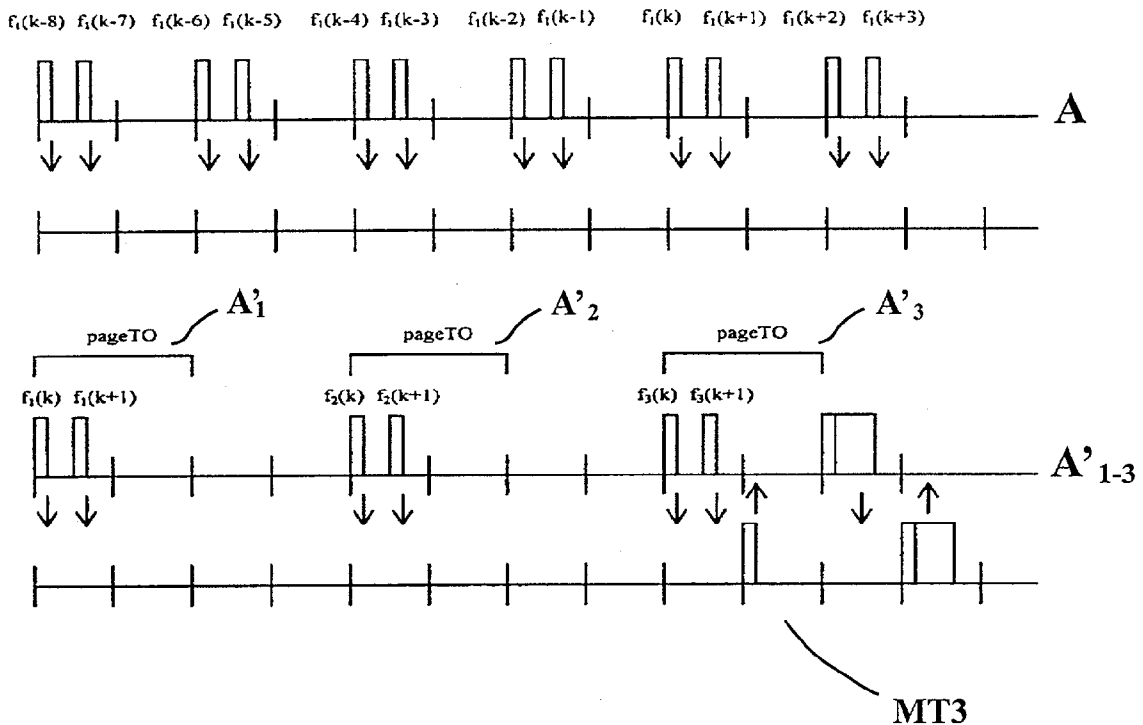 f₁(k-8) f₁(k-7) f₁(k-6) f₁(k-5) f₁(k-4) f₁(k-3) f₁(k-2) f₁(k-1) f₁(k) f₁(k+1) f₁(k+2) f₁(k+3)
A
A'₁ A'₂ A'₃
pageTO pageTO pageTO
f₁(k) f₁(k+1) f₂(k) f₂(k+1) f₃(k) f₃(k+1)
A'₁₋₃
MT3